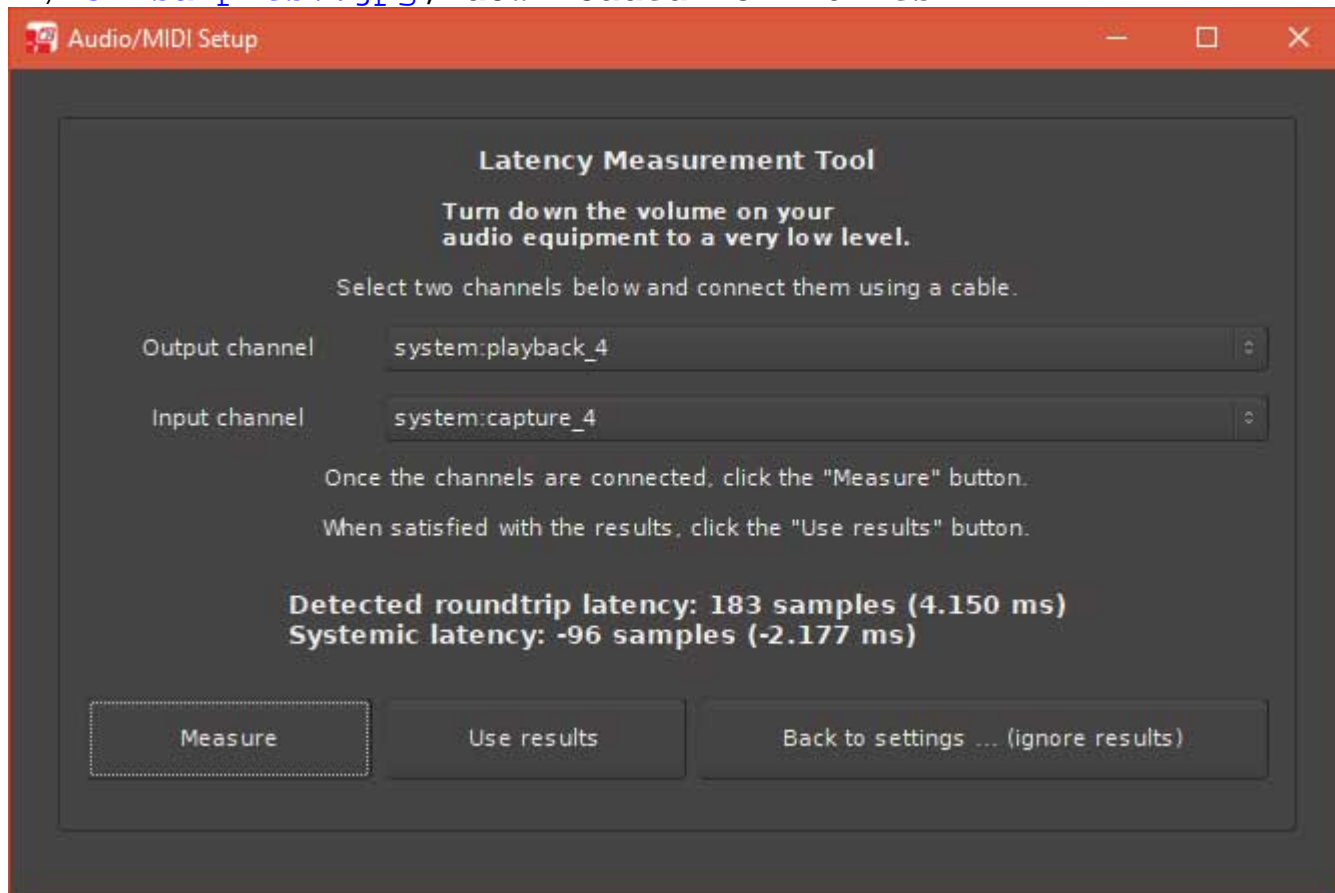 Audio/MIDI Setup
Latency Measurement Tool
Turn down the volume on your
audio equipment to a very low level.
Select two channels below and connect them using a cable.
Output channel system:playback_4
Input channel system:capture_4
Once the channels are connected, click the "Measure" button.
When satisfied with the results, click the "Use results" button.
Detected roundtrip latency: 183 samples (4.150 ms)
Systemic latency: -96 samples (-2.177 ms)
Measure Use results Back to settings ... (ignore results)